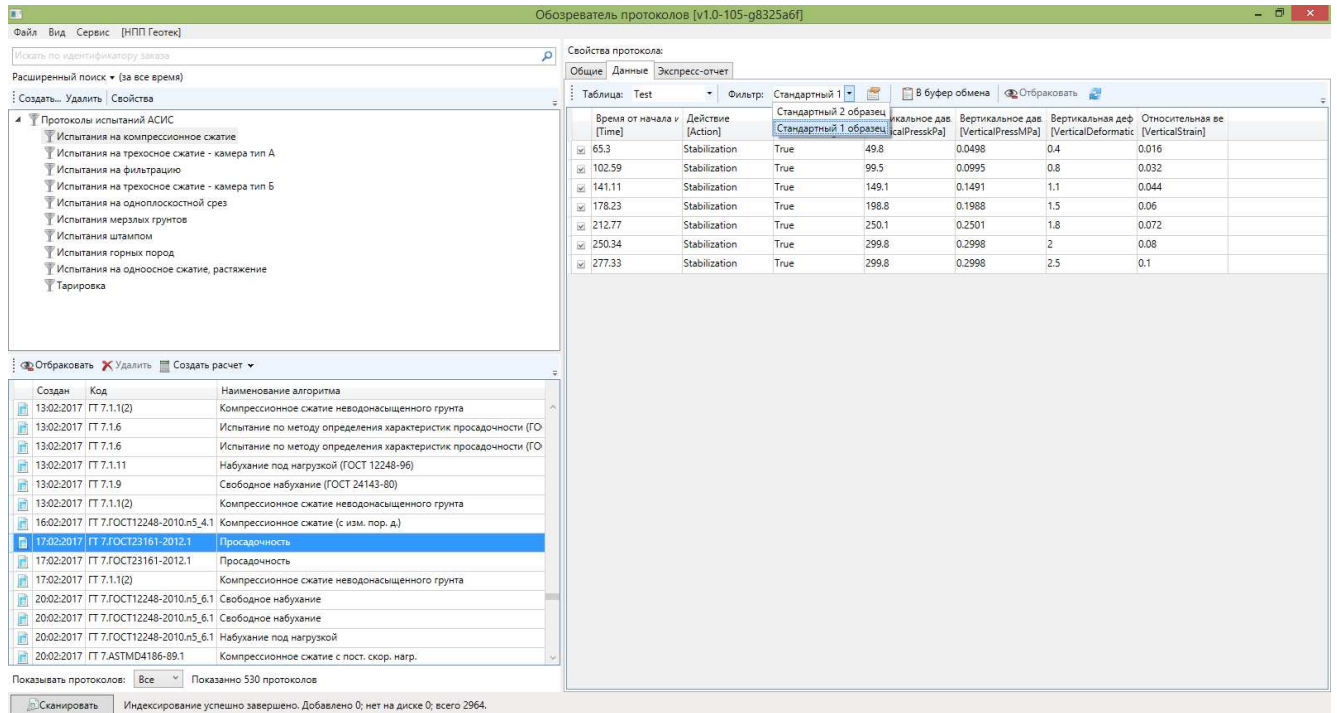 Обозреватель протоколов [v1.0-105-g8325a6f]
Файл Вид Сервис [НПП Геотек]
Искать по идентификатору заказа
Расширенный поиск (за все время)
Создать... Удалить Свойства
Протоколы испытаний АСИС
Испытания на компрессионное сжатие
Испытания на трехосное сжатие - камера тип А
Испытания на фильтрацию
Испытания на трехосное сжатие - камера тип Б
Испытания на одноплоскостной срез
Испытания мерзлых грунтов
Испытания штампом
Испытания горных пород
Испытания на одноосное сжатие, растяжение
Тарировка
Отбраковать Удалить Создать расчет
Создан Код Наименование алгоритма
13:02:2017 ГТ 7.1.1(2) Компрессионное сжатие неводонасыщенного грунта
13:02:2017 ГТ 7.1.6 Испытание по методу определения характеристик просадочности (ГО
13:02:2017 ГТ 7.1.6 Испытание по методу определения характеристик просадочности (ГО
13:02:2017 ГТ 7.1.11 Набухание под нагрузкой (ГОСТ 12248-96)
13:02:2017 ГТ 7.1.9 Свободное набухание (ГОСТ 24143-80)
13:02:2017 ГТ 7.1.1(2) Компрессионное сжатие неводонасыщенного грунта
16:02:2017 ГТ 7.ГОСТ12248-2010.п5_4.1 Компрессионное сжатие (с изм. пор. д.)
17:02:2017 ГТ 7.ГОСТ23161-2012.1 Просадочность
17:02:2017 ГТ 7.ГОСТ23161-2012.1 Просадочность
17:02:2017 ГТ 7.1.1(2) Компрессионное сжатие неводонасыщенного грунта
20:02:2017 ГТ 7.ГОСТ12248-2010.п5_6.1 Свободное набухание
20:02:2017 ГТ 7.ГОСТ12248-2010.п5_6.1 Свободное набухание
20:02:2017 ГТ 7.ГОСТ12248-2010.п5_6.1 Набухание под нагрузкой
20:02:2017 ГТ 7.ASTMD4186-89.1 Компрессионное сжатие с пост. скор. нагр.
Показывать протоколов: Все Показанно 530 протоколов
Сканировать Индексирование успешно завершено. Добавлено 0; нет на диске 0; всего 2964.
Свойства протокола:
Общие Данные Экспресс-отчет
Таблица: Test Фильтр: Стандартный 1 В буфер обмена Отбраковать
Стандартный 2 образец
Стандартный 1 образец
Время от начала и Действие икальное дав Вертикальное дав Вертикальная деф Относительная ве
[Time] [Action] icalPresskPa] [VerticalPressMPa] [VerticalDeformatic [VerticalStrain]
65.3 Stabilization True 49.8 0.0498 0.4 0.016
102.59 Stabilization True 99.5 0.0995 0.8 0.032
141.11 Stabilization True 149.1 0.1491 1.1 0.044
178.23 Stabilization True 198.8 0.1988 1.5 0.06
212.77 Stabilization True 250.1 0.2501 1.8 0.072
250.34 Stabilization True 299.8 0.2998 2 0.08
277.33 Stabilization True 299.8 0.2998 2.5 0.1